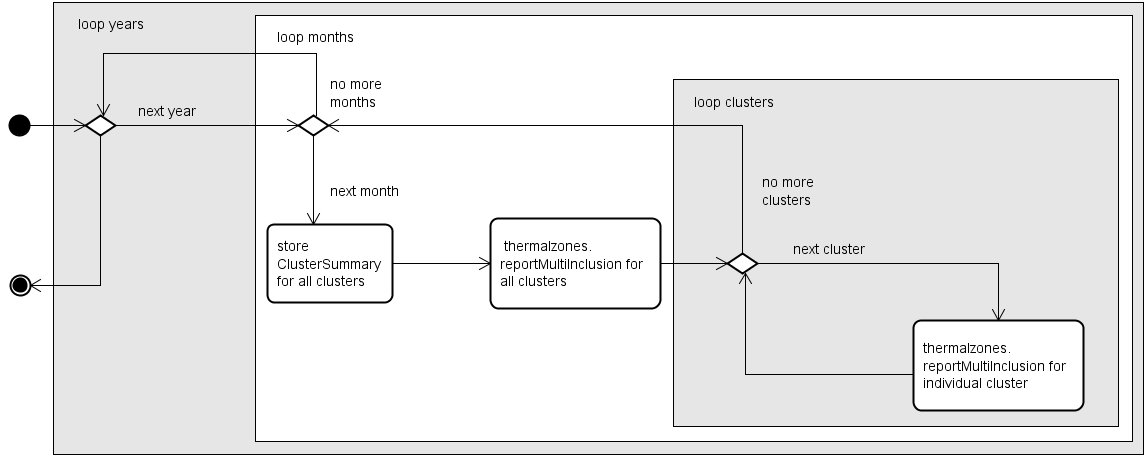 loop years
loop months
no more
months
next year
loop clusters
next month
no more
clusters
store
ClusterSummary
for all clusters
thermalzones.
reportMultiInclusion for
all clusters
next cluster
thermalzones.
reportMultiInclusion for
individual cluster